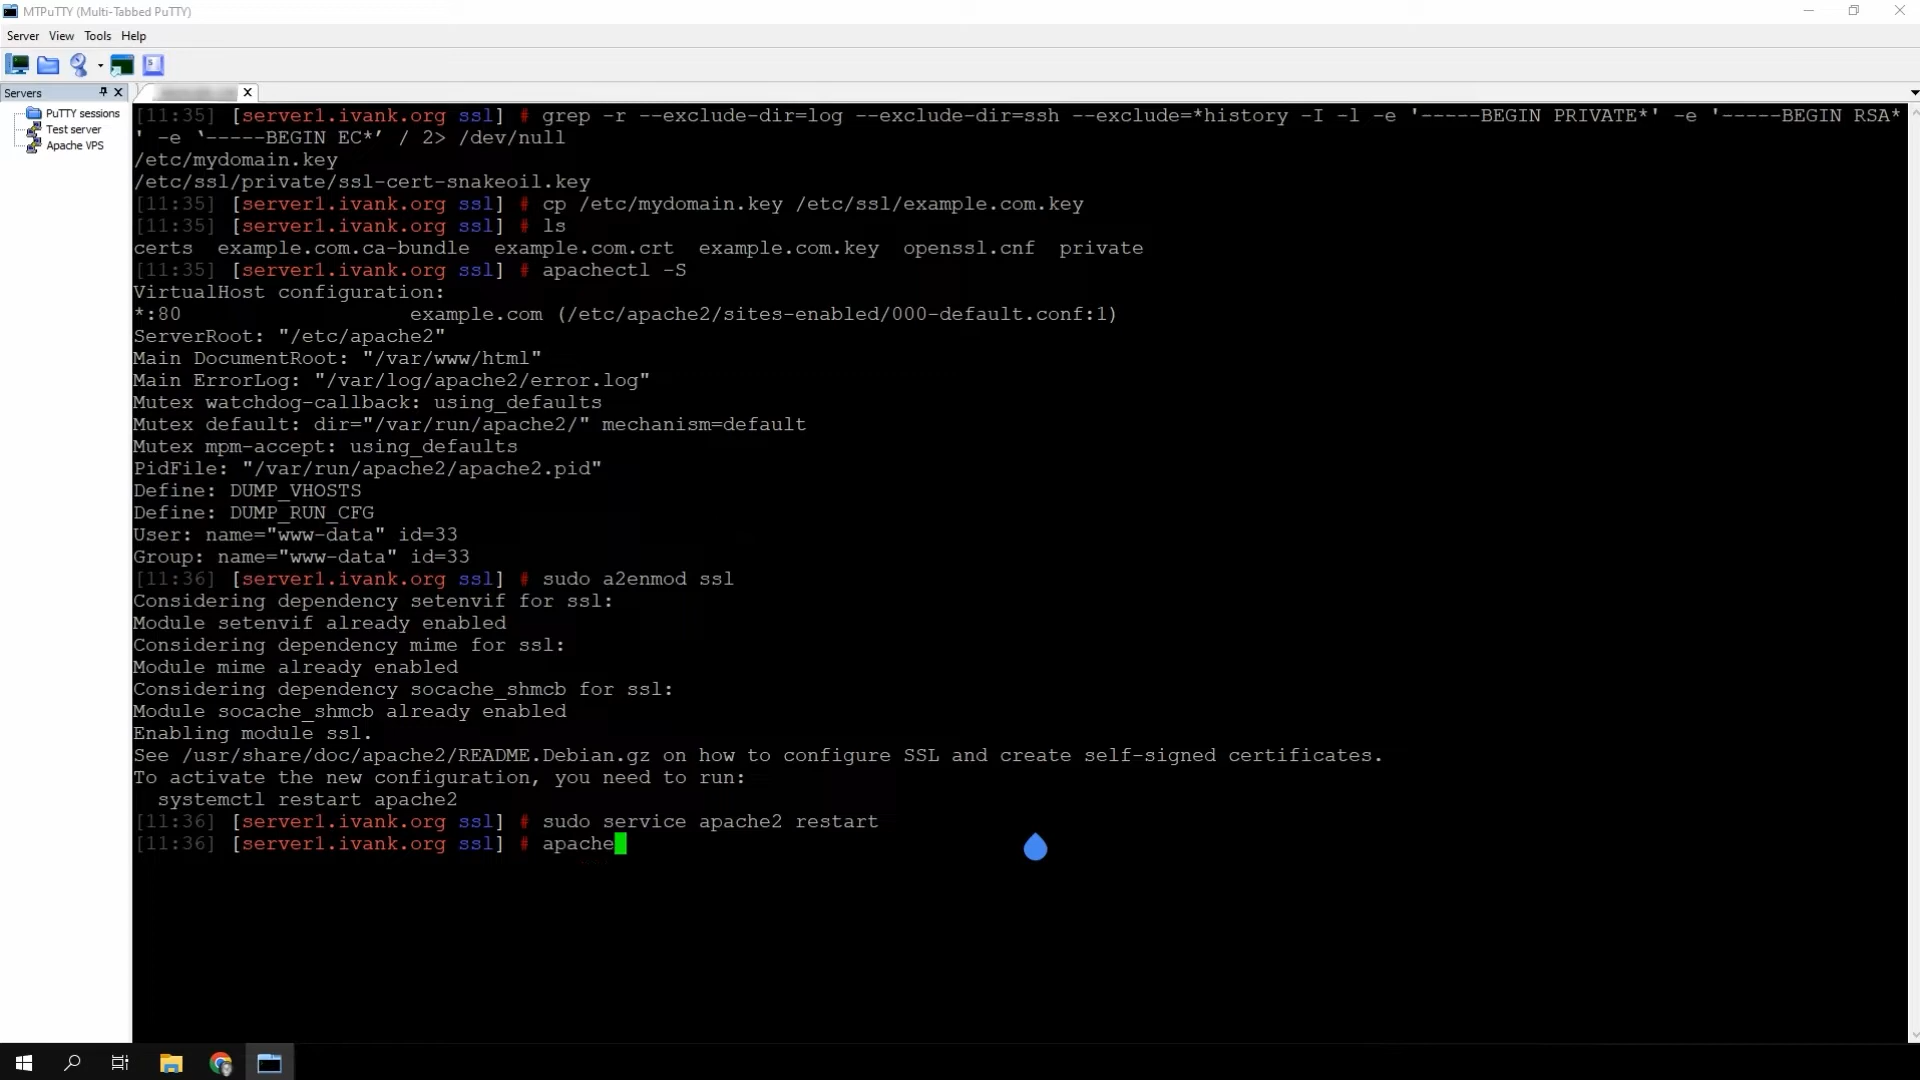 MTPuTTY (Multi-Tabbed PuTTY)
Server View Tools Help
Servers
PuTTY sessions
Test server
Apache VPS
[11:35] [server1.ivank.org ssl] # grep -r --exclude-dir=log --exclude-dir=ssh --exclude=*history -I -l -e '-----BEGIN PRIVATE*' -e '-----BEGIN RSA*
' -e ‘-----BEGIN EC*’ / 2> /dev/null
/etc/mydomain.key
/etc/ssl/private/ssl-cert-snakeoil.key
[11:35] [server1.ivank.org ssl] # cp /etc/mydomain.key /etc/ssl/example.com.key
[11:35] [server1.ivank.org ssl] # ls
certs example.com.ca-bundle example.com.crt example.com.key openssl.cnf private
[11:35] [server1.ivank.org ssl] # apachectl -S
VirtualHost configuration:
*:80 example.com (/etc/apache2/sites-enabled/000-default.conf:1)
ServerRoot: "/etc/apache2"
Main DocumentRoot: "/var/www/html"
Main ErrorLog: "/var/log/apache2/error.log"
Mutex watchdog-callback: using_defaults
Mutex default: dir="/var/run/apache2/" mechanism=default
Mutex mpm-accept: using_defaults
PidFile: "/var/run/apache2/apache2.pid"
Define: DUMP_VHOSTS
Define: DUMP_RUN_CFG
User: name="www-data" id=33
Group: name="www-data" id=33
[11:36] [server1.ivank.org ssl] # sudo a2enmod ssl
Considering dependency setenvif for ssl:
Module setenvif already enabled
Considering dependency mime for ssl:
Module mime already enabled
Considering dependency socache_shmcb for ssl:
Module socache_shmcb already enabled
Enabling module ssl.
See /usr/share/doc/apache2/README.Debian.gz on how to configure SSL and create self-signed certificates.
To activate the new configuration, you need to run:
systemctl restart apache2
[11:36] [server1.ivank.org ssl] # sudo service apache2 restart
[11:36] [server1.ivank.org ssl] # apache